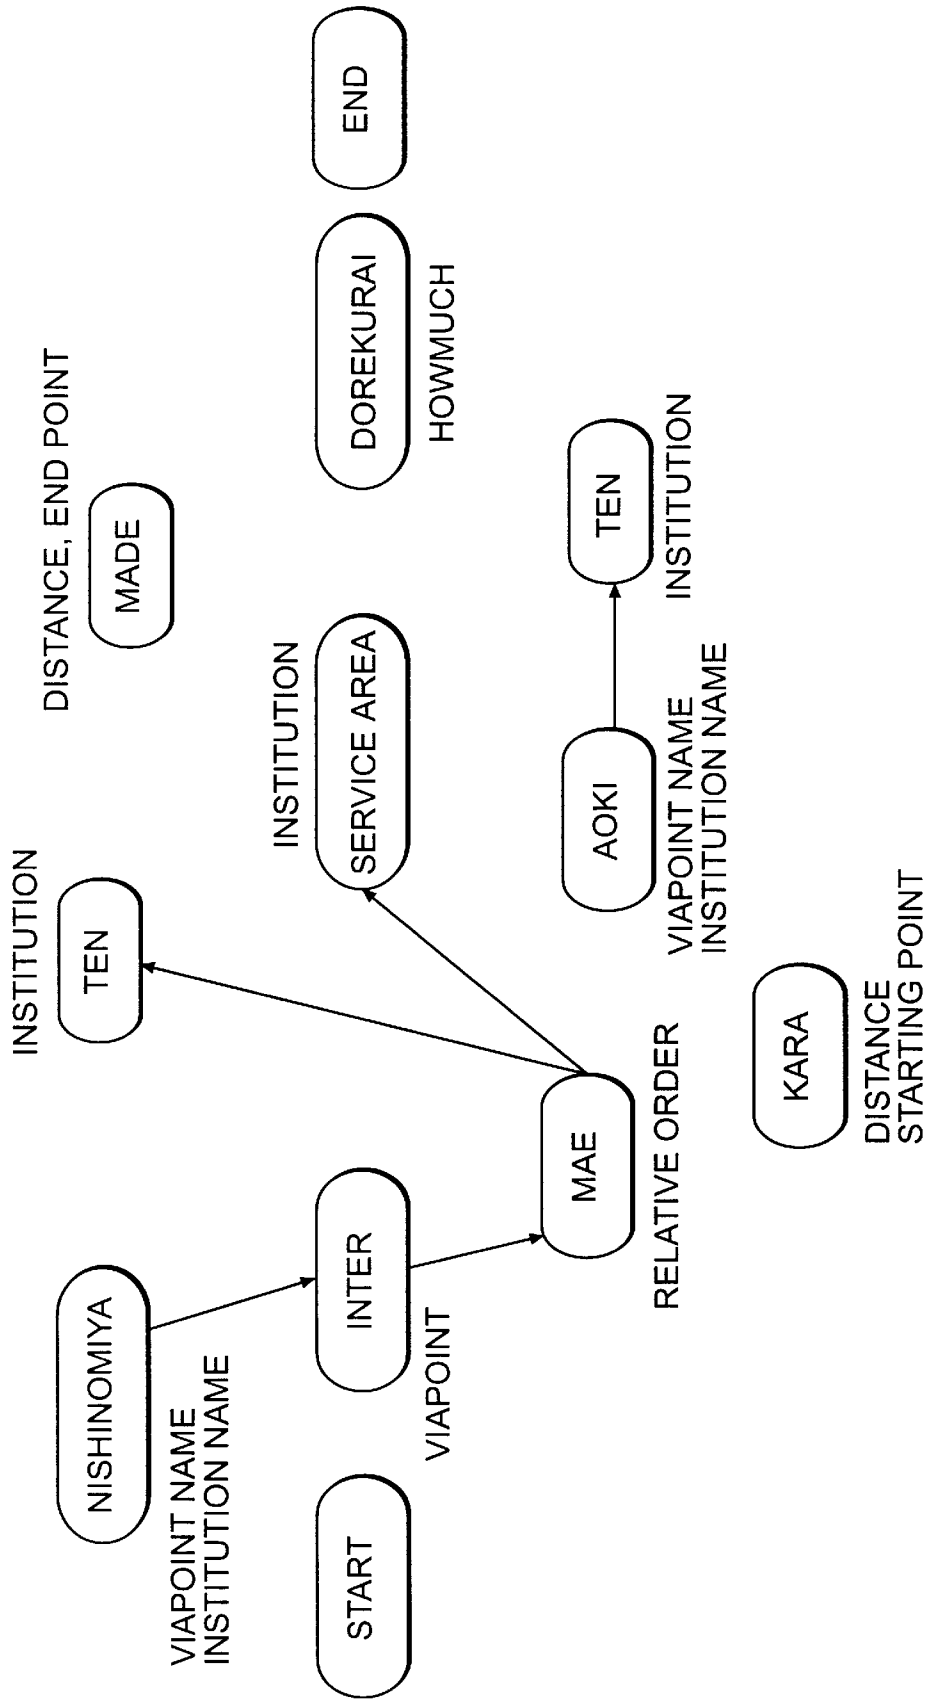 NISHINOMIYA
VIAPOINT NAME
INSTITUTION NAME
INSTITUTION
TEN
DISTANCE, END POINT
MADE
START
INTER
VIAPOINT
INSTITUTION
SERVICE AREA
DOREKURAI
HOWMUCH
END
MAE
RELATIVE ORDER
AOKI
VIAPOINT NAME
INSTITUTION NAME
TEN
INSTITUTION
KARA
DISTANCE
STARTING POINT